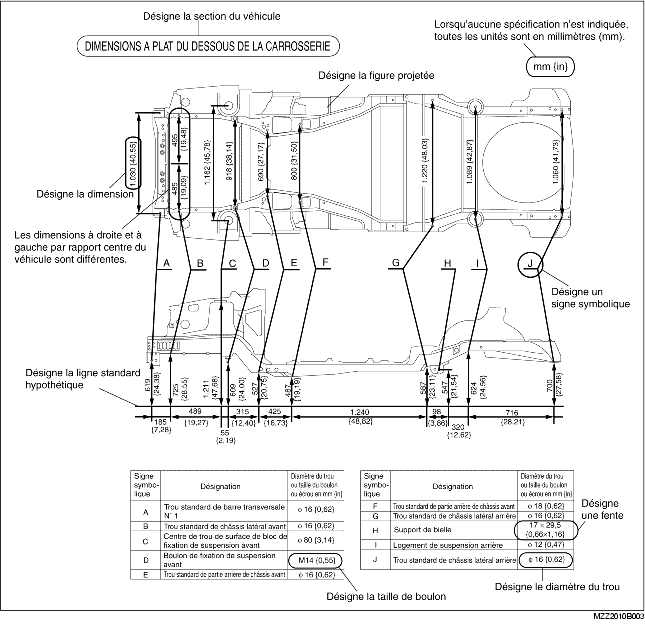 Désigne la section du véhicule
DIMENSIONS A PLAT DU DESSOUS DE LA CARROSSERIE
Lorsqu'aucune spécification n'est indiquée,
toutes les unités sont en millimètres (mm).
mm {in}
Désigne la figure projetée
1.030 {40,55}
495
{19,48}
485
{19,09}
1.162 {45,78}
918 {38,14}
690 {27,17}
800 {31,50}
1.220 {48,03}
1.089 {42,87}
1.060 {41,73}
Désigne la dimension
Les dimensions à droite et à
gauche par rapport centre du
véhicule sont différentes.
A B C D E F G H I J
Désigne un
signe symbolique
Désigne la ligne standard
hypothétique
619
{24,38}
725
{28,55}
1.211
{47,68}
609
{24,00}
527
{20,75}
487
{19,19}
587
{23,11}
547
{21,54}
624
{24,56}
700
{27,58}
185
{7,28}
489
{19,27}
55
{2,19}
315
{12,40}
425
{16,73}
1.240
{48,82}
98
{3,86}
320
{12,62}
716
{28,21}
Signe symbo-lique Désignation Diamètre du trou ou taille du boulon ou écrou en mm {in}
A Trou standard de barre transversale N° 1 ο 16 {0,62}
B Trou standard de châssis latéral avant ο 16 {0,62}
C Centre de trou de surface de bloc de fixation de suspension avant ο 80 {3,14}
D Boulon de fixation de suspension avant M14 {0,55}
E Trou standard de partie arrière de châssis avant ϕ 16 {0,62}
Désigne la taille de boulon
Signe symbo-lique Désignation Diamètre du trou ou taille du boulon ou écrou en mm {in}
F Trou standard de partie arrière de châssis avant ο 18 {0,62}
G Trou standard de châssis latéral arrière ο 16 {0,62}
H Support de bielle 17 × 29,5 {0,66×1,16}
I Logement de suspension arrière ο 12 {0,47}
J Trou standard de châssis latéral arrière ϕ 16 {0,62}
Désigne
une fente
Désigne le diamètre du trou
MZZ2010B003